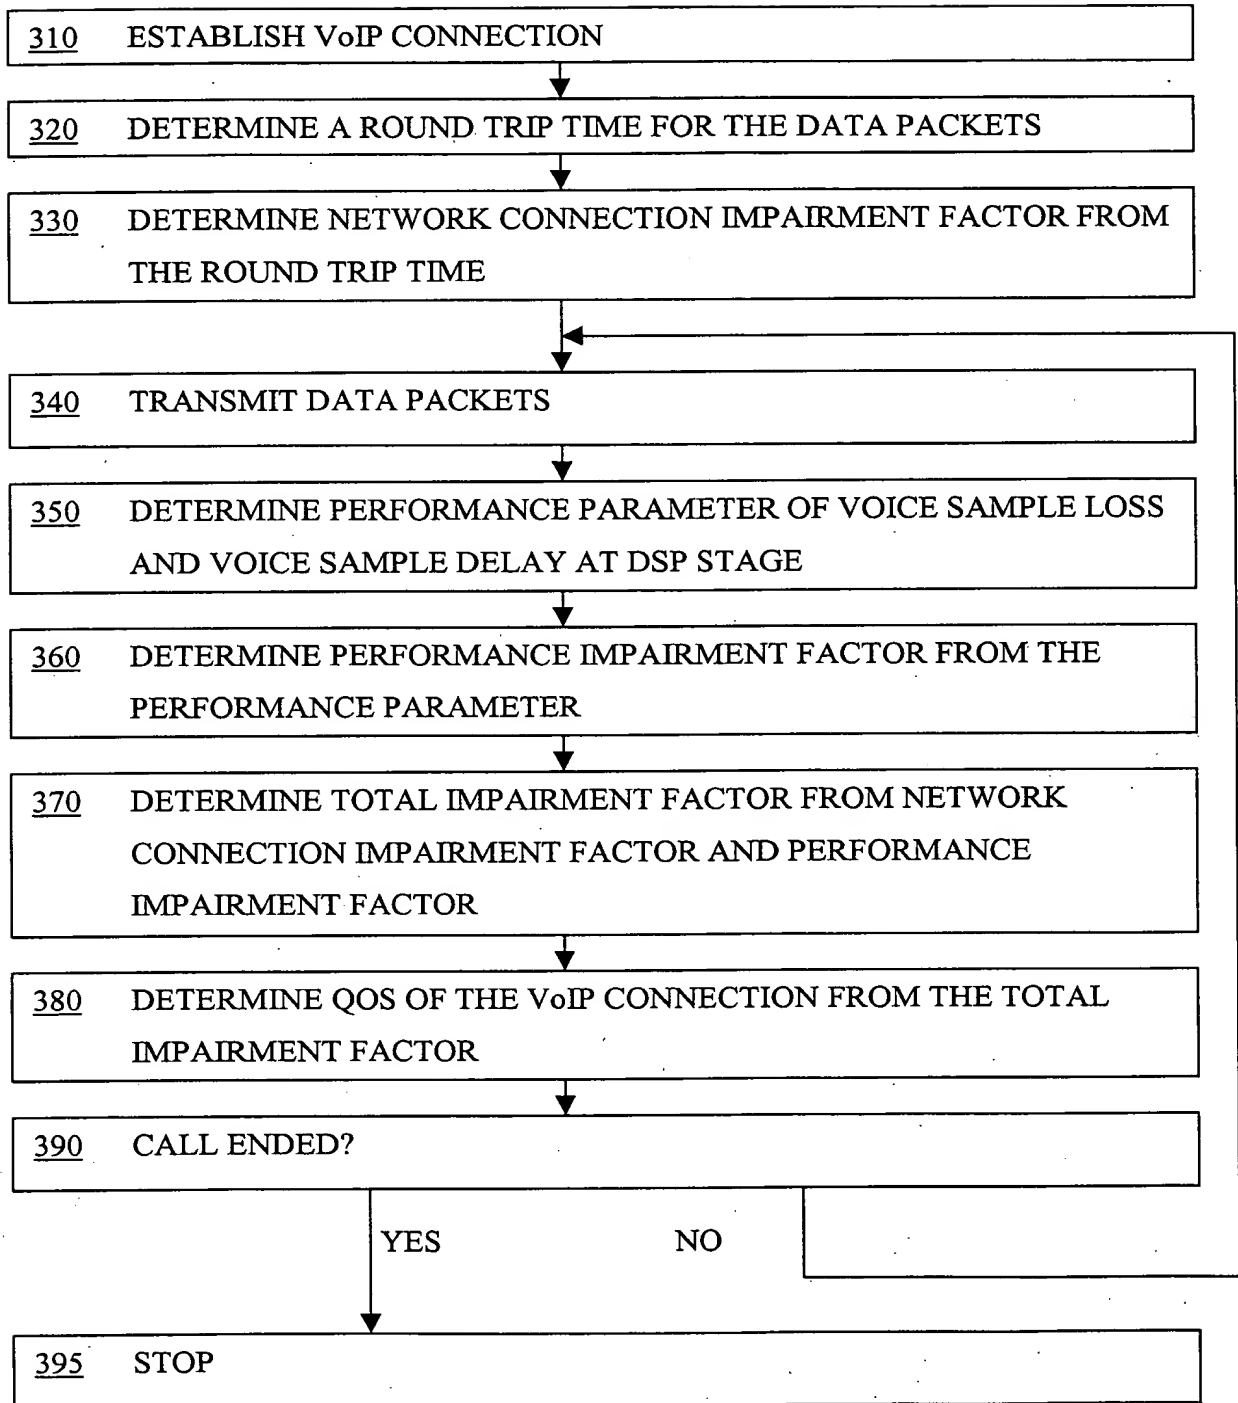 310 ESTABLISH VoIP CONNECTION
320 DETERMINE A ROUND TRIP TIME FOR THE DATA PACKETS
330 DETERMINE NETWORK CONNECTION IMPAIRMENT FACTOR FROM
THE ROUND TRIP TIME
340 TRANSMIT DATA PACKETS
350 DETERMINE PERFORMANCE PARAMETER OF VOICE SAMPLE LOSS
AND VOICE SAMPLE DELAY AT DSP STAGE
360 DETERMINE PERFORMANCE IMPAIRMENT FACTOR FROM THE
PERFORMANCE PARAMETER
370 DETERMINE TOTAL IMPAIRMENT FACTOR FROM NETWORK
CONNECTION IMPAIRMENT FACTOR AND PERFORMANCE
IMPAIRMENT FACTOR
380 DETERMINE QOS OF THE VoIP CONNECTION FROM THE TOTAL
IMPAIRMENT FACTOR
390 CALL ENDED?
YES NO
395 STOP